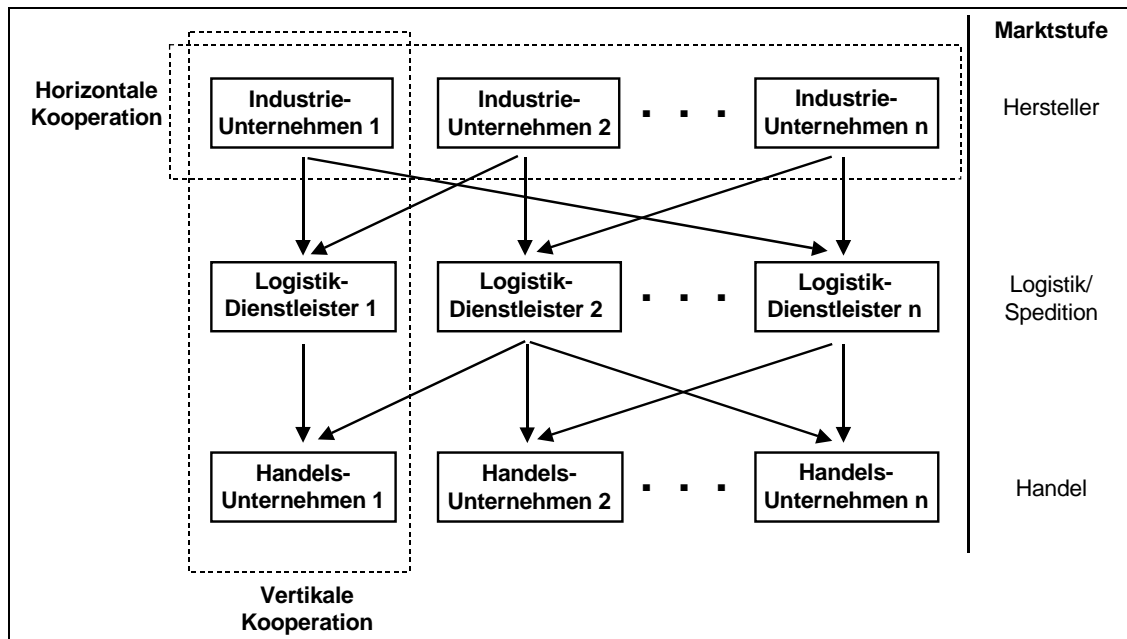 Marktstufe
Horizontale
Kooperation
Industrie-
Unternehmen 1
Industrie-
Unternehmen 2
. . .
Industrie-
Unternehmen n
Hersteller
Logistik-
Dienstleister 1
Logistik-
Dienstleister 2
. . .
Logistik-
Dienstleister n
Logistik/
Spedition
Handels-
Unternehmen 1
Handels-
Unternehmen 2
. . .
Handels-
Unternehmen n
Handel
Vertikale
Kooperation